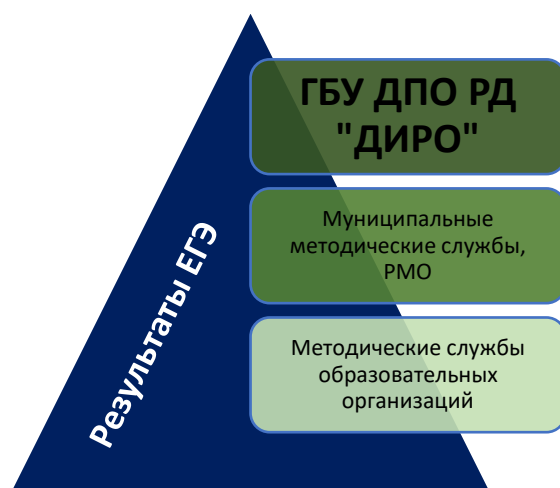 ГБУ ДПО РД
"ДИРО"
Муниципальные
методические службы,
РМО
Методические службы
образовательных
организаций
Результаты ЕГЭ